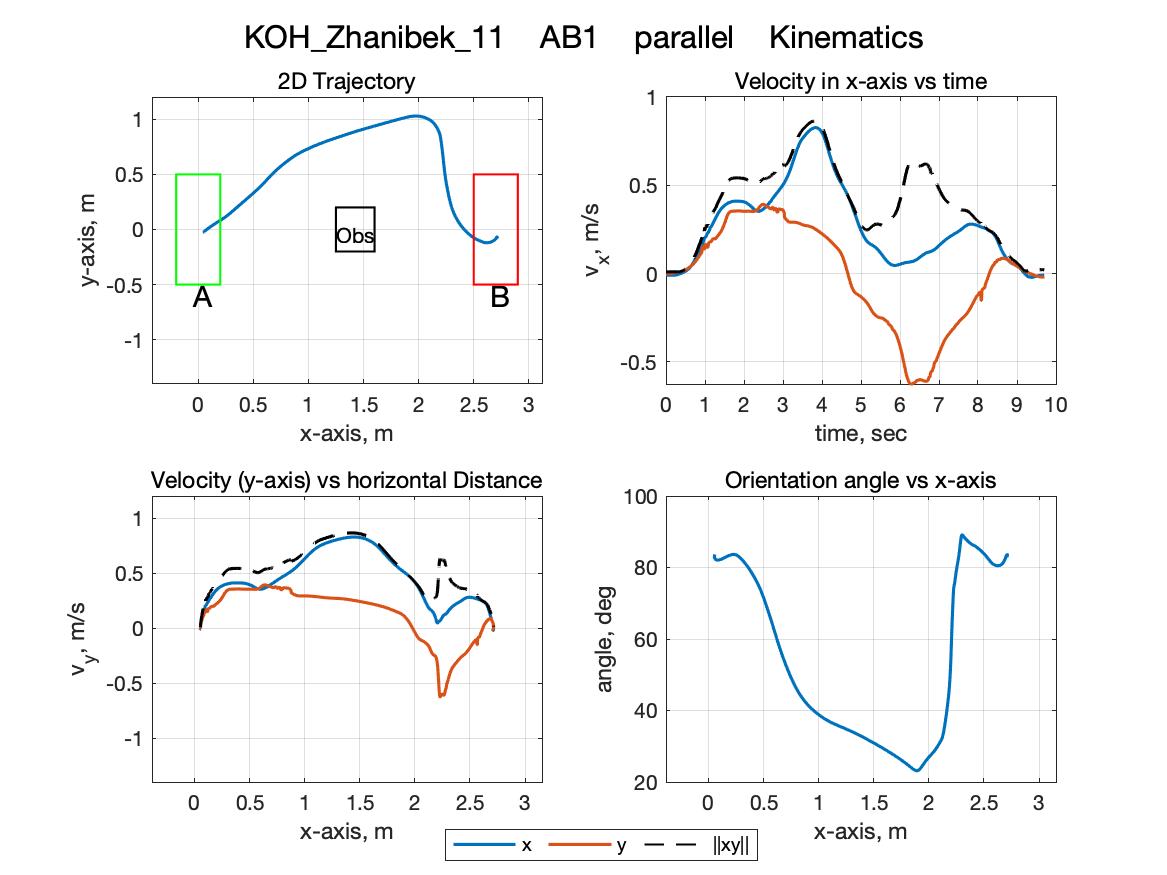 KOH_Zhanibek_11 AB1 parallel Kinematics
2D Trajectory
1
0.5
0
-0.5
-1
y-axis, m
A
Obs
B
0 0.5 1 1.5 2 2.5 3
x-axis, m
Velocity in x-axis vs time
1
0.5
0
-0.5
vx, m/s
0 1 2 3 4 5 6 7 8 9 10
time, sec
Velocity (y-axis) vs horizontal Distance
1
0.5
0
-0.5
-1
vy, m/s
0 0.5 1 1.5 2 2.5 3
x-axis, m
Orientation angle vs x-axis
100
80
60
40
20
angle, deg
0 0.5 1 1.5 2 2.5 3
x-axis, m
x y ||xy||